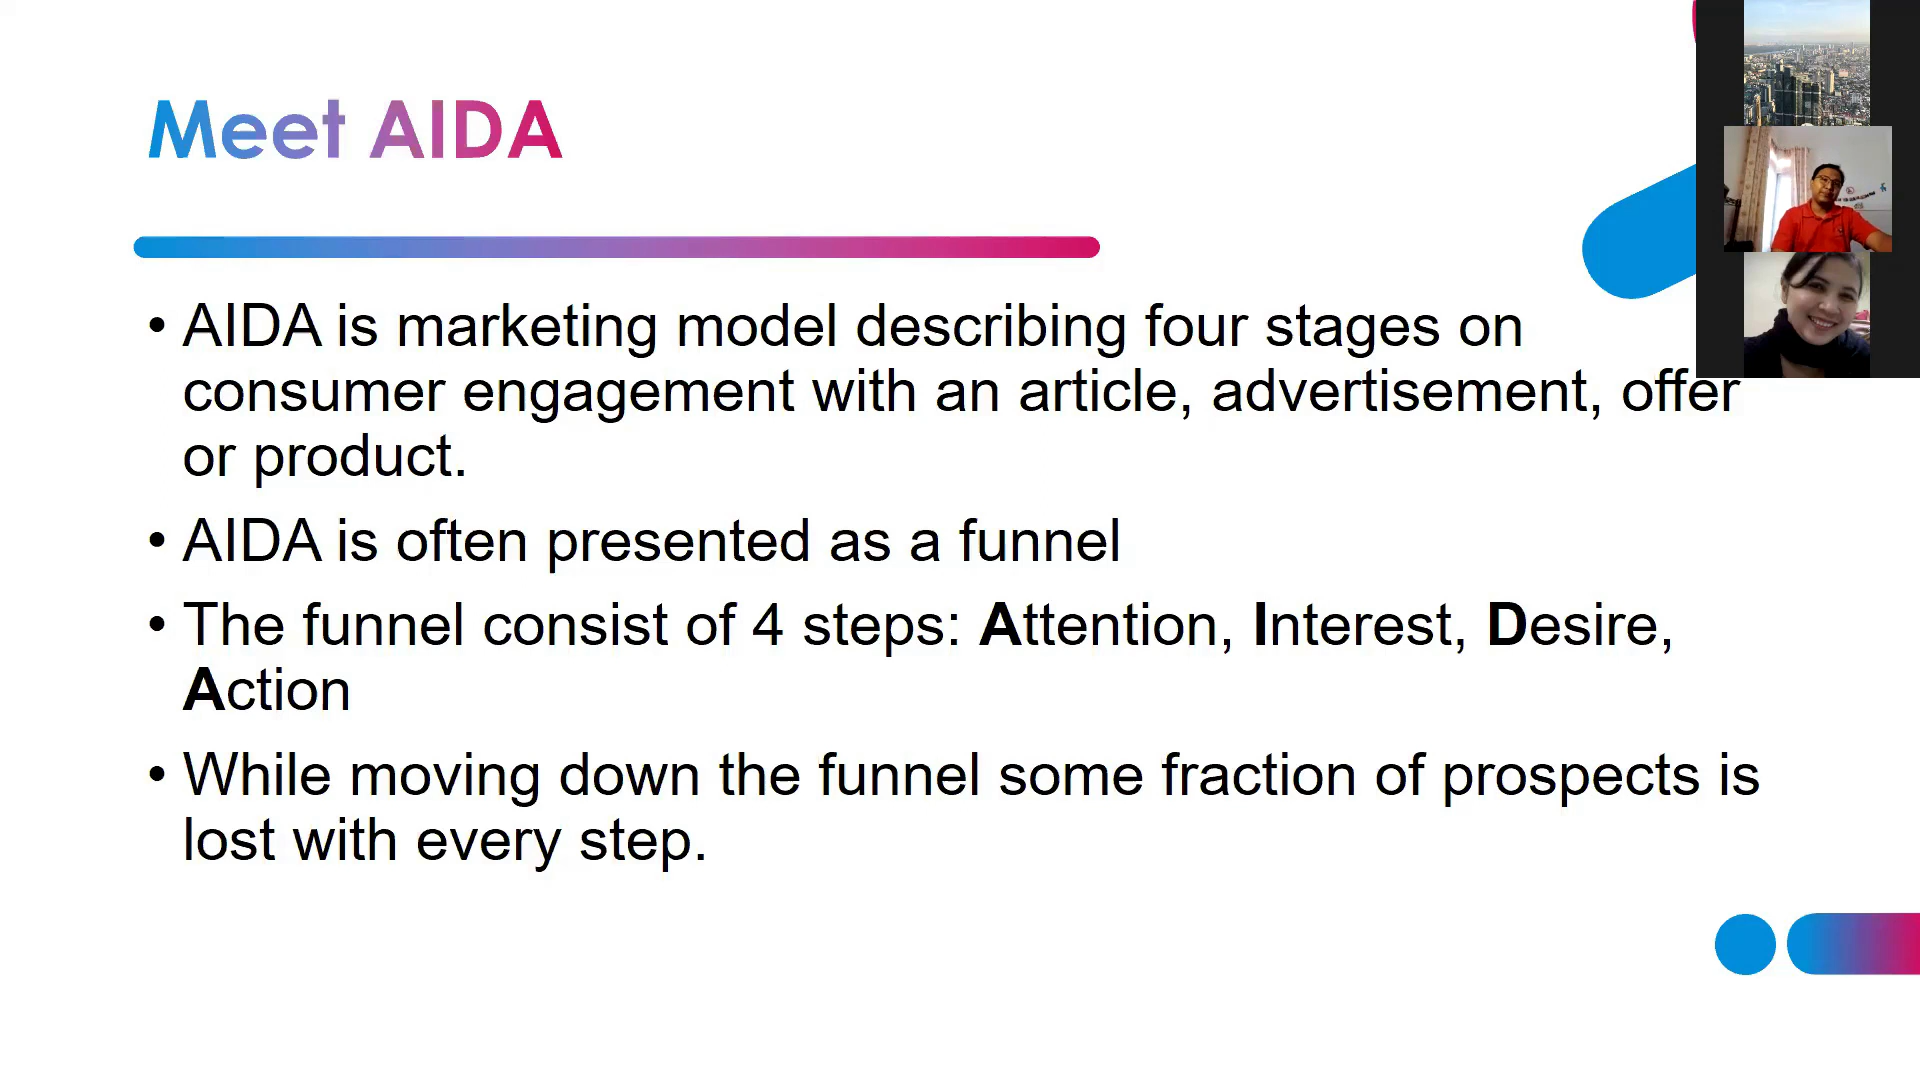 Meet AIDA
• AIDA is marketing model describing four stages on
consumer engagement with an article, advertisement, offer
or product.
• AIDA is often presented as a funnel
• The funnel consist of 4 steps: Attention, Interest, Desire,
Action
• While moving down the funnel some fraction of prospects is
lost with every step.